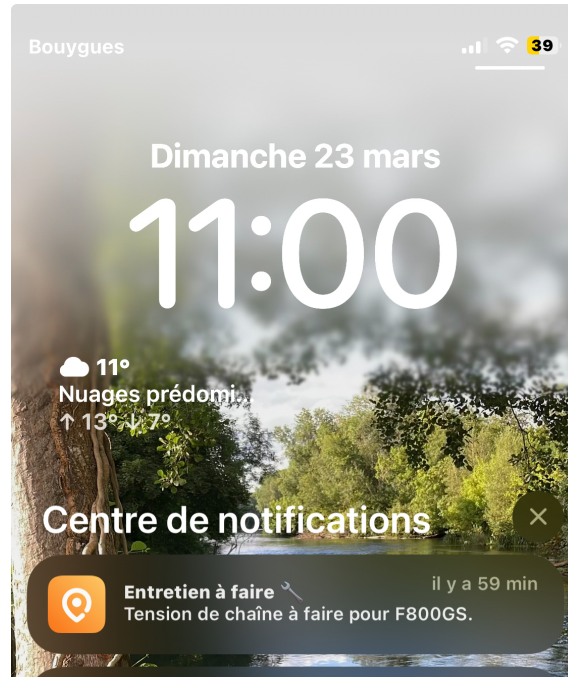 Bouygues
39
Dimanche 23 mars
11:00
11°
Nuages prédomi...
↑ 13° ↓ 7°
Centre de notifications
Entretien à faire
il y a 59 min
Tension de chaîne à faire pour F800GS.